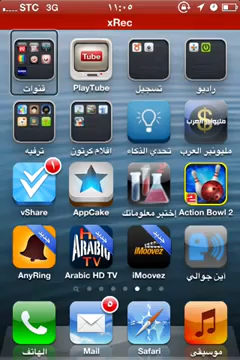 STC 3G ١١:٠٥
xRec
قنوات PlayTube تسجيل راديو
ترفيه افلام كرتون تحدي الذكاء مليونير العرب
vShare AppCake إختبر معلوماتك Action Bowl 2
AnyRing Arabic HD TV iMoovez أين جوالي
الهاتف Mail Safari موسيقى